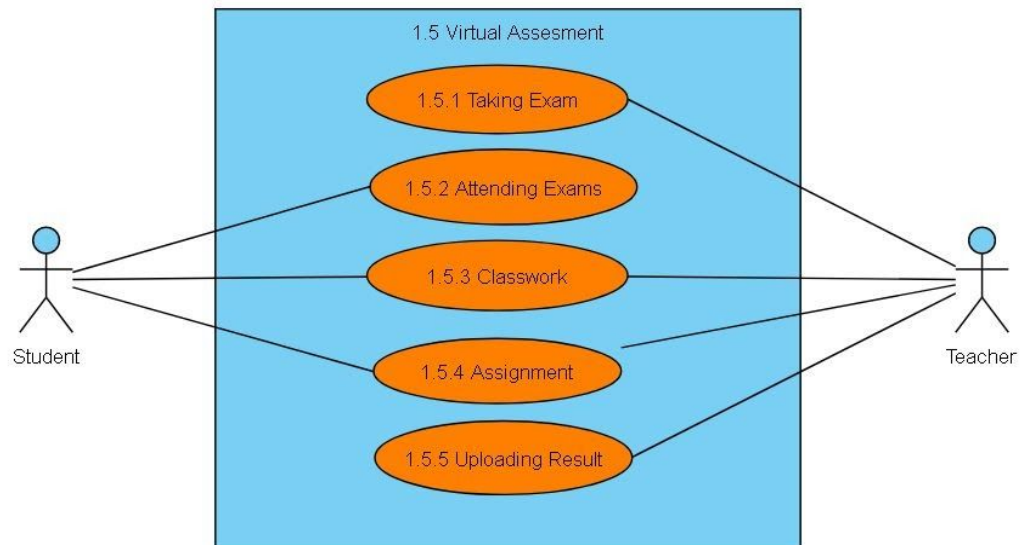 1.5 Virtual Assesment
1.5.1 Taking Exam
1.5.2 Attending Exams
1.5.3 Classwork
Student
Teacher
1.5.4 Assignment
1.5.5 Uploading Result